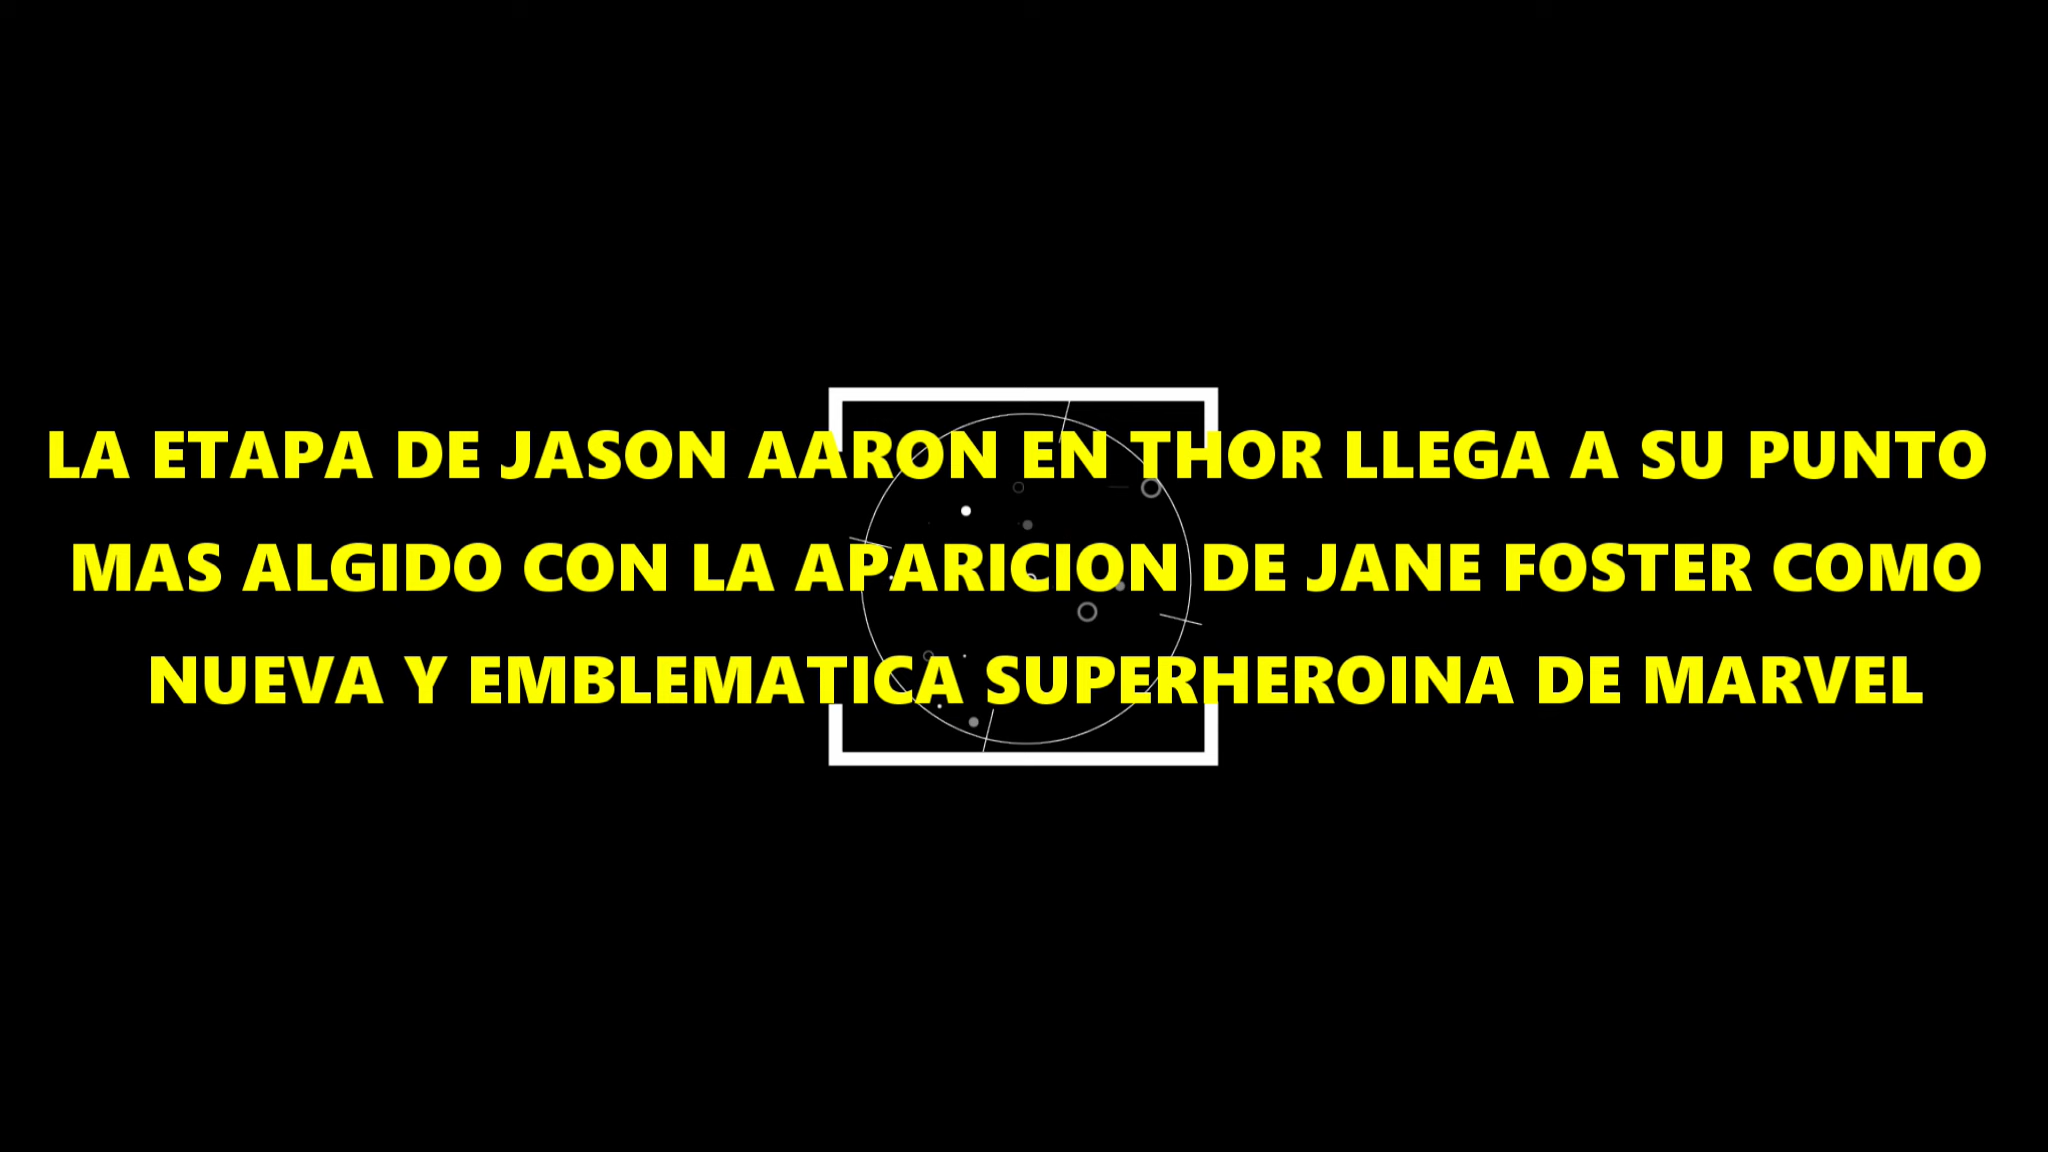 LA ETAPA DE JASON AARON EN THOR LLEGA A SU PUNTO
MAS ALGIDO CON LA APARICION DE JANE FOSTER COMO
NUEVA Y EMBLEMATICA SUPERHEROINA DE MARVEL